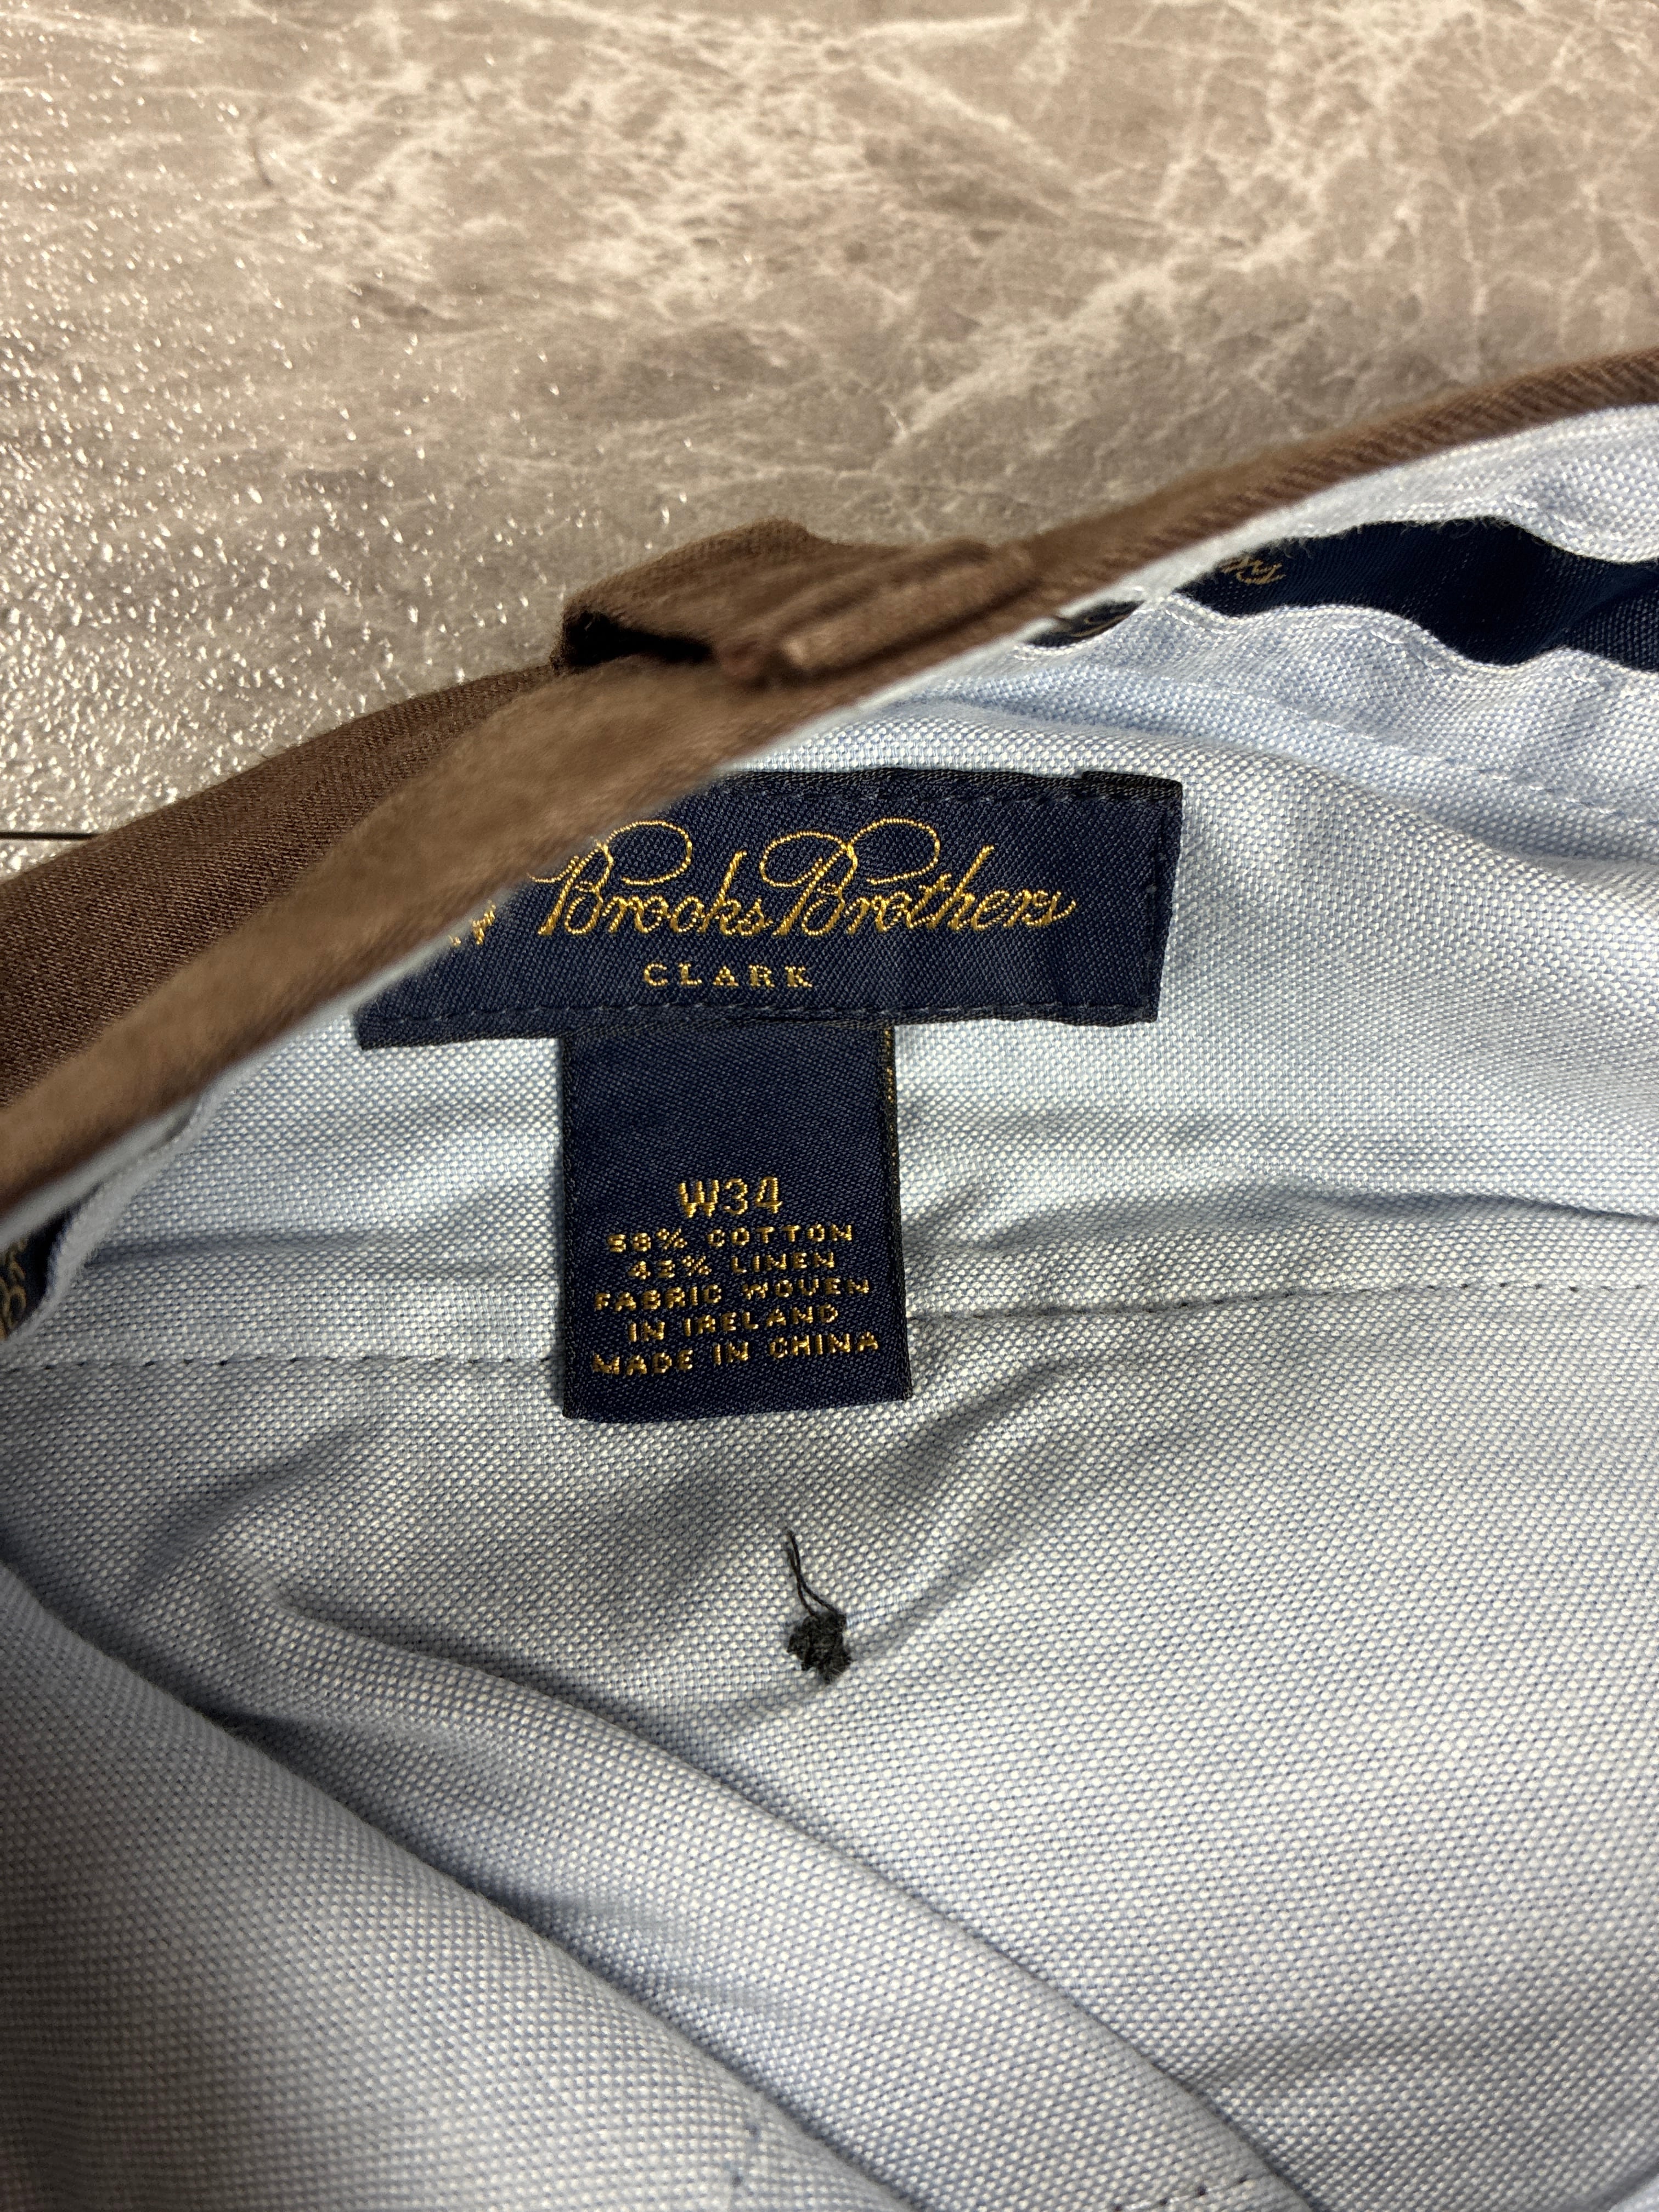 Brooks Brothers
CLARK
W34
58% COTTON
42% LINEN
FABRIC WOVEN
IN IRELAND
MADE IN CHINA